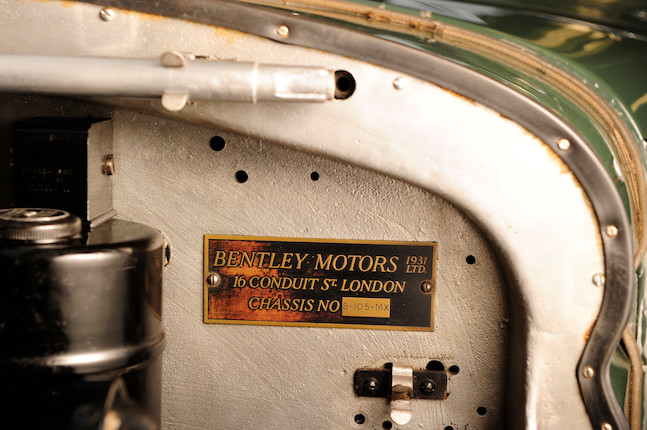 BENTLEY MOTORS 1931 LTD.
16 CONDUIT ST. LONDON
CHASSIS NO B-105-MX